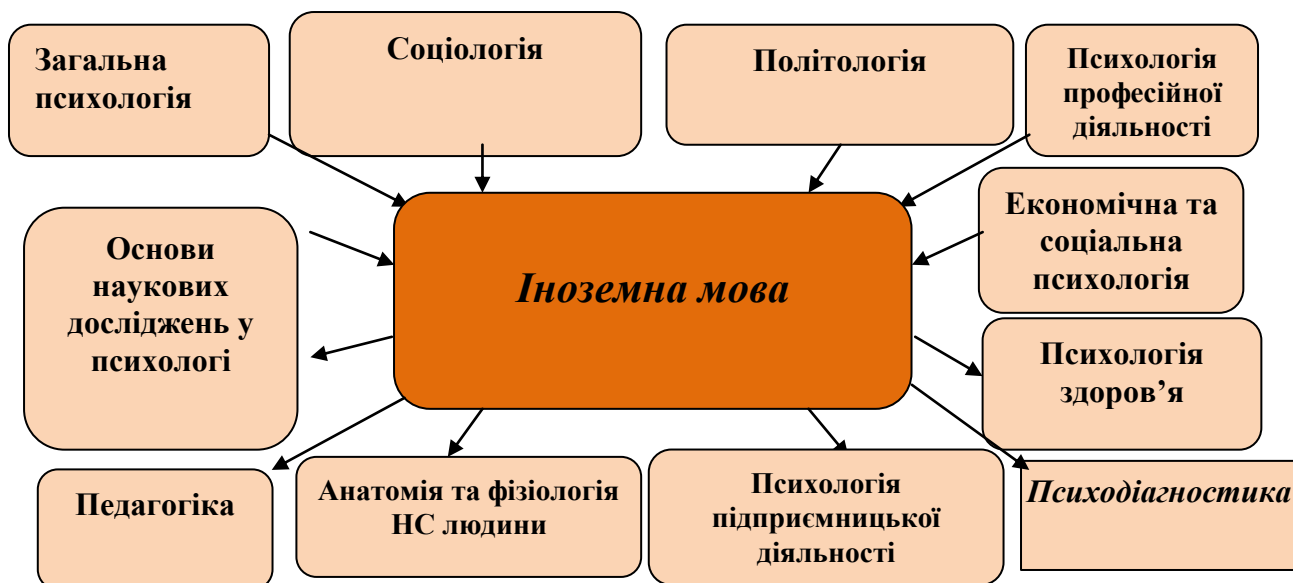 Загальна
психологія
Соціологія
Політологія
Психологія
професійної
діяльності
Основи
наукових
досліджень у
психологі
Іноземна мова
Економічна та
соціальна
психологія
Психологія
здоров’я
Педагогіка
Анатомія та фізіологія
НС людини
Психологія
підприємницької
діяльності
Психодіагностика